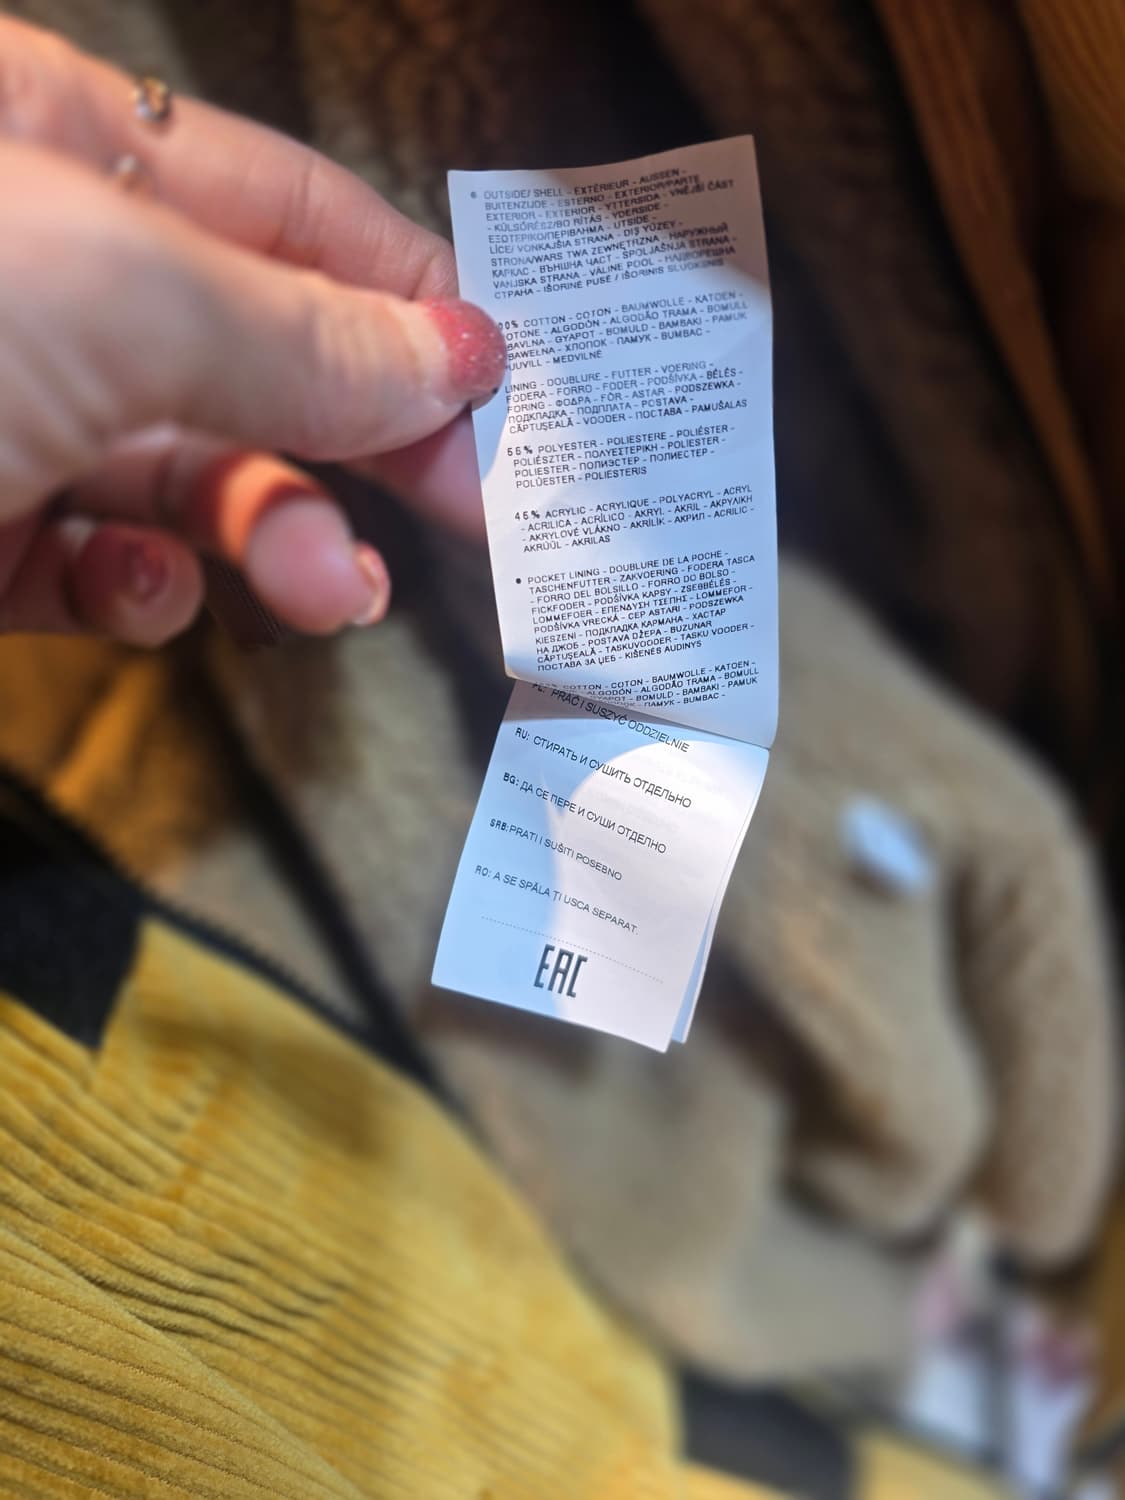 OUTSIDE/ SHELL - EXTÉRIEUR - AUSSEN -
BUITENZIJDE - ESTERNO - EXTERIOR/PARTE
EXTERIOR - EXTERIOR - YTTERSIDA - VNĚJŠÍ ČÁST
- KÜLSŐRÉSZ/BO RÍTÁS - YDERSIDE -
ΕΞΩΤΕΡΙΚΟ/ΠΕΡΙΒΛΗΜΑ - UTSIDE -
LÍCE/ VONKAJŠIA STRANA - DIŞ YÜZEY -
STRONA/WARS TWA ZEWNĘTRZNA - НАРУЖНЫЙ
КАРКАС - ВЪНШНА ЧАСТ - SPOLJAŠNJA STRANA -
VANJSKA STRANA - VÄLINE POOL -
СТРАНА - IŠORINĖ PUSĖ / IŠORINIS SLUOKSNIS
COTTON - COTON - BAUMWOLLE - KATOEN -
OTONE - ALGODÓN - ALGODÃO TRAMA - BOMULL
BAVLNA - GYAPOT - BOMULD - BAMBAKI - PAMUK
BAWEŁNA - ХЛОПОК - ПАМУК - BUMBAC -
PUUVILL - MEDVILNĖ
LINING - DOUBLURE - FUTTER - VOERING -
FODERA - FORRO - FODER - PODŠÍVKA - BÉLÉS -
FORING - ΦΟΔΡΑ - FÔR - ASTAR - PODSZEWKA -
ПОДКЛАДКА - ПОДПЛАТА - POSTAVA -
CĂPTUŞEALĂ - VOODER - ПОСТАВА - PAMUŠALAS
55% POLYESTER - POLIESTERE - POLIÉSTER -
POLIÉSZTER - ΠΟΛΥΕΣΤΕΡΙΚΗ - POLIESTER -
POLIESTER - ПОЛИЭСТЕР - ПОЛИЕСТЕР -
POLÜESTER - POLIESTERIS
45% ACRYLIC - ACRYLIQUE - POLYACRYL - ACRYL
- ACRILICA - ACRÍLICO - AKRYL - AKRIL - ΑΚΡΥΛΙΚΗ
- AKRYLOVÉ VLÁKNO - AKRİLİK - АКРИЛ - ACRILIC -
AKRÜÜL - AKRILAS
• POCKET LINING - DOUBLURE DE LA POCHE -
TASCHENFUTTER - ZAKVOERING - FODERA TASCA
- FORRO DEL BOLSILLO - FORRO DO BOLSO -
FICKFODER - PODŠÍVKA KAPSY - ZSEBBÉLÉS -
LOMMEFOER - ΕΠΕΝΔΥΣΗ ΤΣΕΠΗΣ - LOMMEFOR -
PODŠÍVKA VRECKA - CEP ASTARI - PODSZEWKA
KIESZENI - ПОДКЛАДКА КАРМАНА - ХАСТАР
НА ДЖОБ - POSTAVA DŽEPA - BUZUNAR
CĂPTUŞEALĂ - TASKUVOODER - TASKU VOODER -
ПОСТАВА ЗА ЏЕБ - KIŠENĖS AUDINYS
COTTON - COTON - BAUMWOLLE - KATOEN -
ALGODÓN - ALGODÃO TRAMA - BOMULL
BOMULD - BAMBAKI - PAMUK
ПАМУК - BUMBAC -
PL: PRAĆ I SUSZYĆ ODDZIELNIE
RU: СТИРАТЬ И СУШИТЬ ОТДЕЛЬНО
BG: ДА СЕ ПЕРЕ И СУШИ ОТДЕЛНО
SRB: PRATI I SUŠITI POSEBNO
RO: A SE SPĂLA ȚI USCA SEPARAT.
EAC